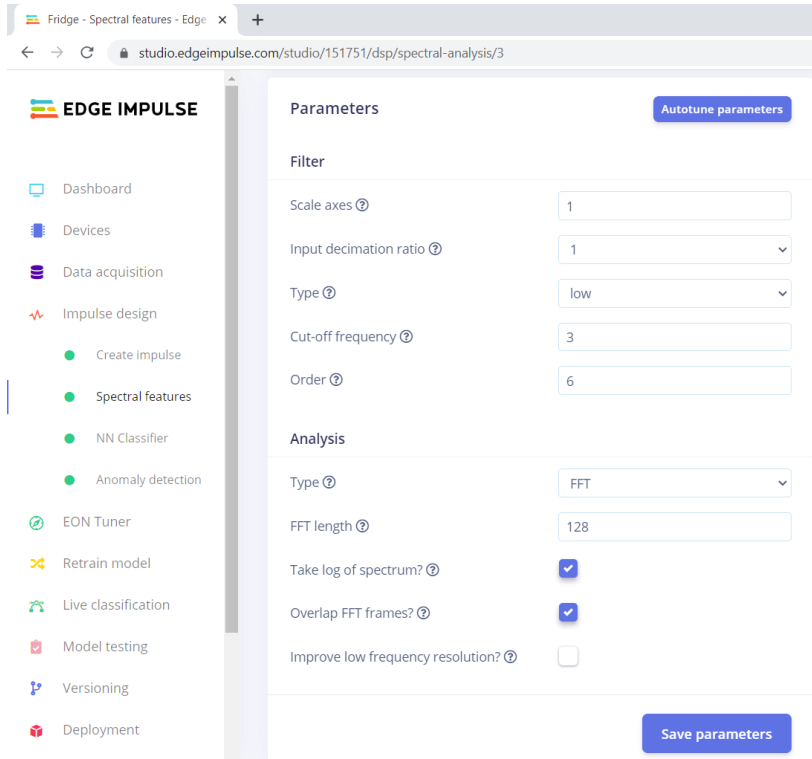 Fridge - Spectral features - Edge
studio.edgeimpulse.com/studio/151751/dsp/spectral-analysis/3
EDGE IMPULSE
Dashboard
Devices
Data acquisition
Impulse design
Create impulse
Spectral features
NN Classifier
Anomaly detection
EON Tuner
Retrain model
Live classification
Model testing
Versioning
Deployment
Parameters
Autotune parameters
Filter
Scale axes 1
Input decimation ratio 1
Type low
Cut-off frequency 3
Order 6
Analysis
Type FFT
FFT length 128
Take log of spectrum?
Overlap FFT frames?
Improve low frequency resolution?
Save parameters